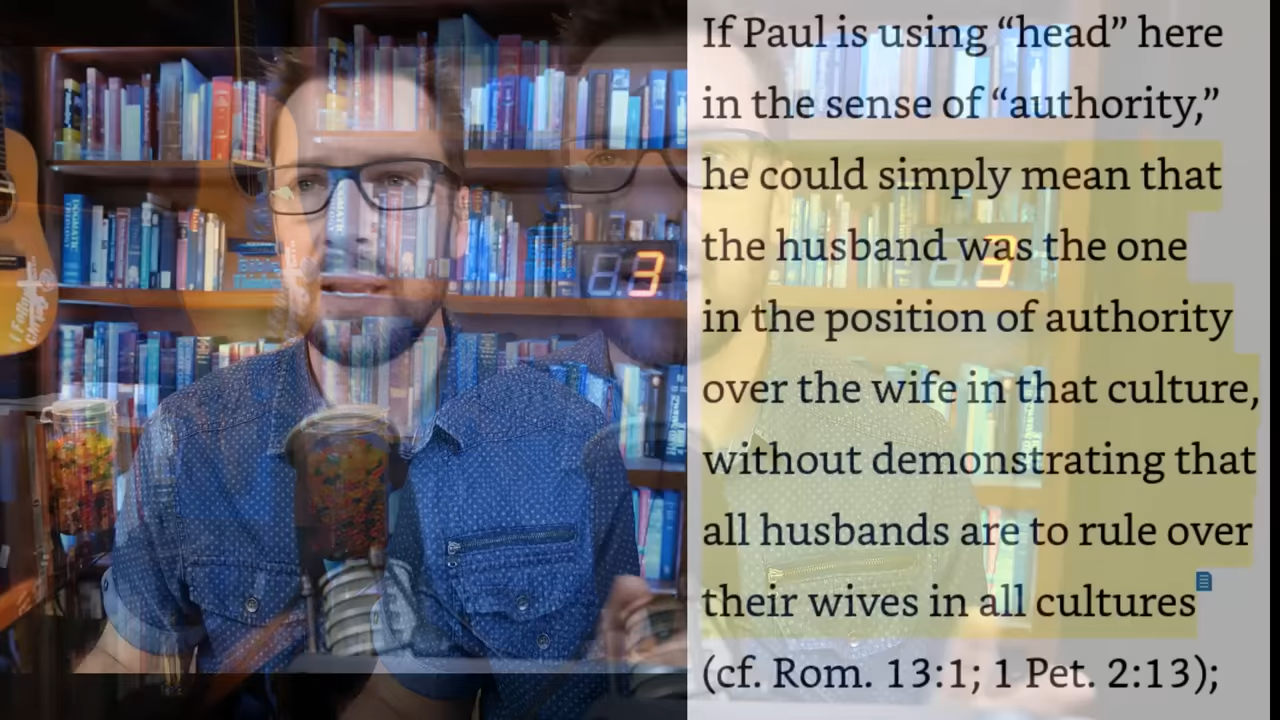 If Paul is using “head” here
in the sense of “authority,”
he could simply mean that
the husband was the one
in the position of authority
over the wife in that culture,
without demonstrating that
all husbands are to rule over
their wives in all cultures
(cf. Rom. 13:1; 1 Pet. 2:13);
3
DOGMATIC